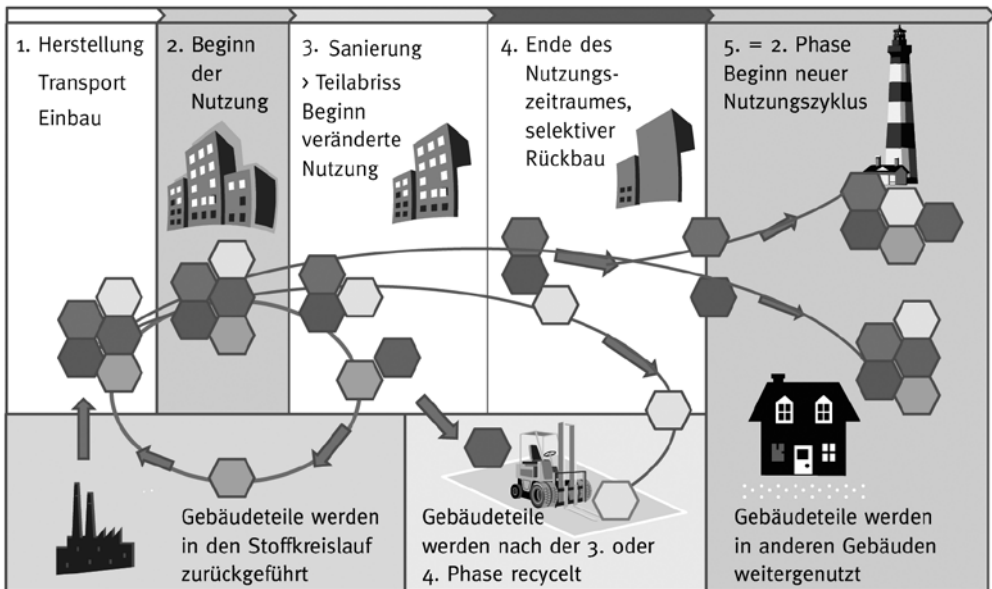 1. Herstellung
Transport
Einbau
2. Beginn
der
Nutzung
3. Sanierung
> Teilabriss
Beginn
veränderte
Nutzung
4. Ende des
Nutzungs-
zeitraumes,
selektiver
Rückbau
5. = 2. Phase
Beginn neuer
Nutzungszyklus
Gebäudeteile werden
in den Stoffkreislauf
zurückgeführt
Gebäudeteile
werden nach der 3. oder
4. Phase recycelt
Gebäudeteile werden
in anderen Gebäuden
weitergenutzt